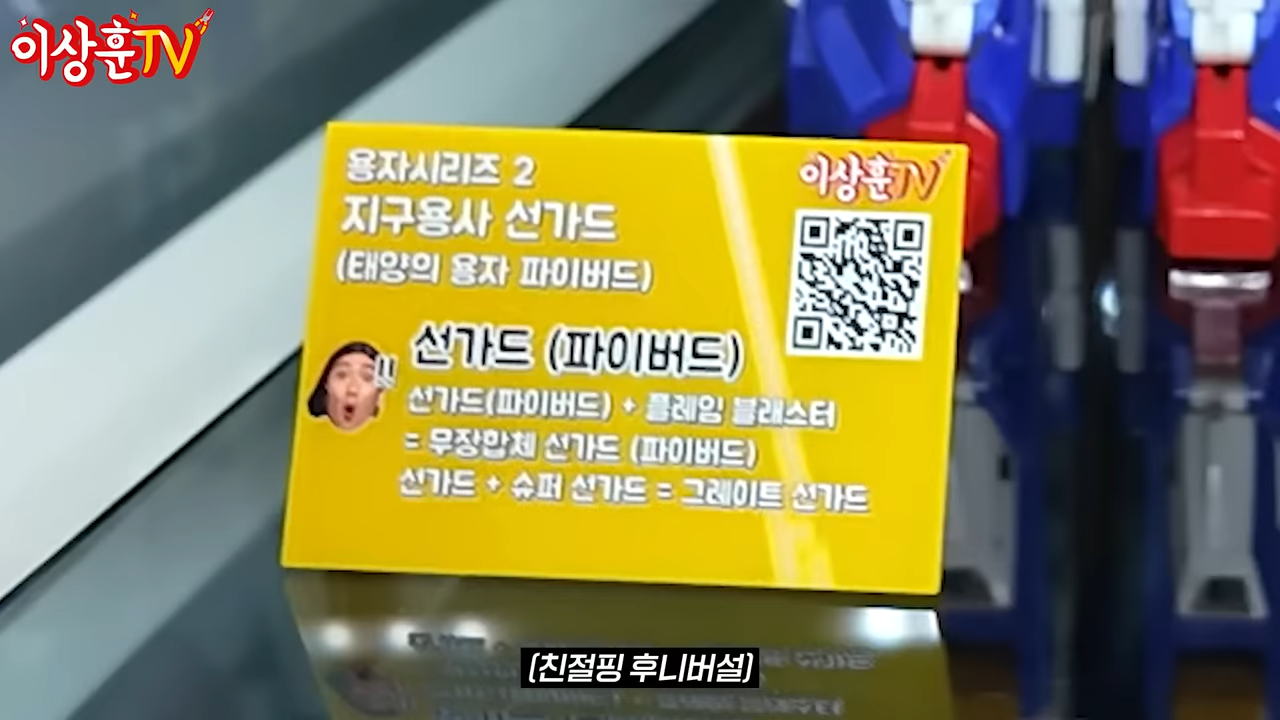 이상훈TV
용자시리즈 2
지구용사 선가드
(태양의 용자 파이버드)
이상훈TV
선가드 (파이버드)
선가드(파이버드) + 플레임 블래스터
= 무장합체 선가드 (파이버드)
선가드 + 슈퍼 선가드 = 그레이트 선가드
(친절핑 후니버설)